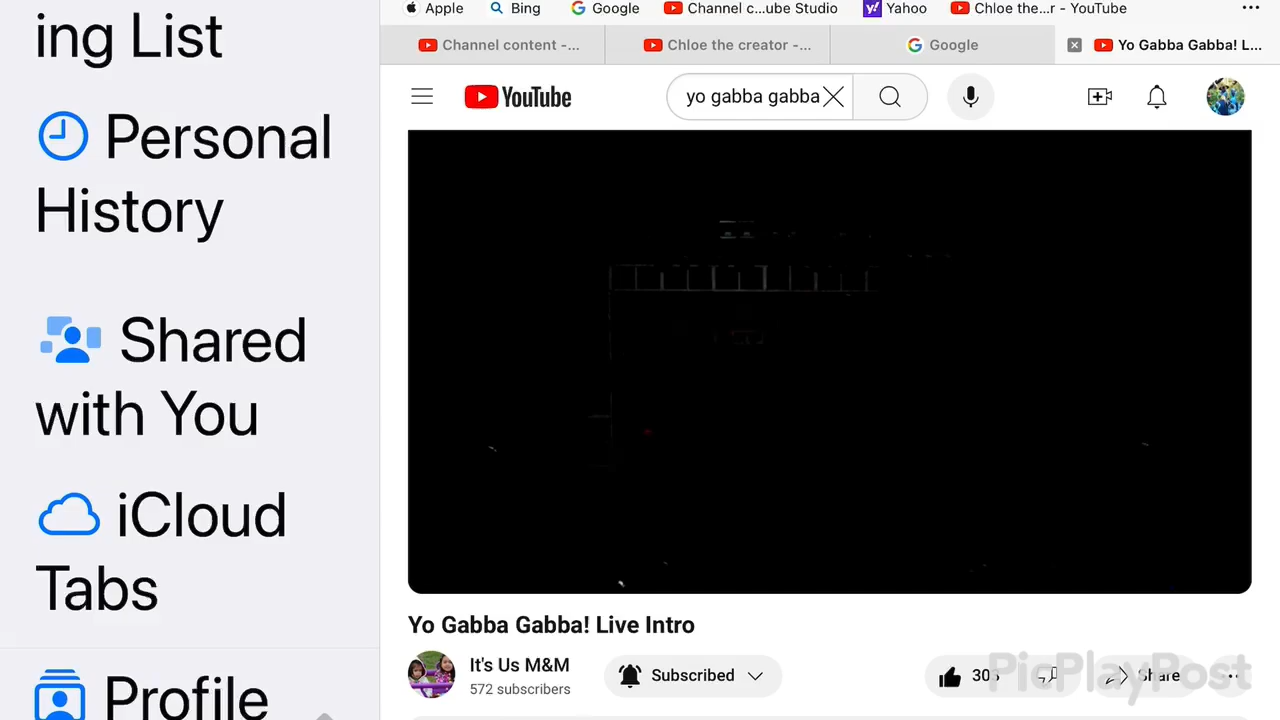 ing List
Personal
History
Shared
with You
iCloud
Tabs
Profile
Apple
Bing
Google
Channel c...ube Studio
Yahoo
Chloe the...r - YouTube
Channel content -...
Chloe the creator -...
Google
Yo Gabba Gabba! L...
YouTube
yo gabba gabba
Yo Gabba Gabba! Live Intro
It's Us M&M
572 subscribers
Subscribed
Share
PicPlayPost